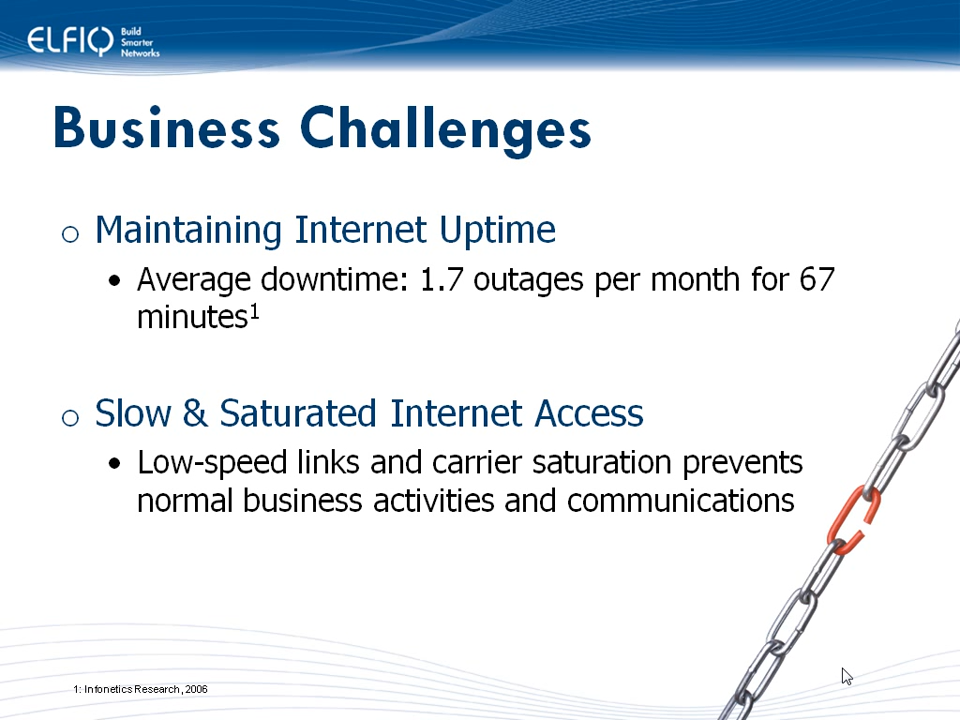 ELFIQ
Build
Smarter
Networks
Business Challenges
o Maintaining Internet Uptime
• Average downtime: 1.7 outages per month for 67
minutes¹
o Slow & Saturated Internet Access
• Low-speed links and carrier saturation prevents
normal business activities and communications
1: Infonetics Research, 2006